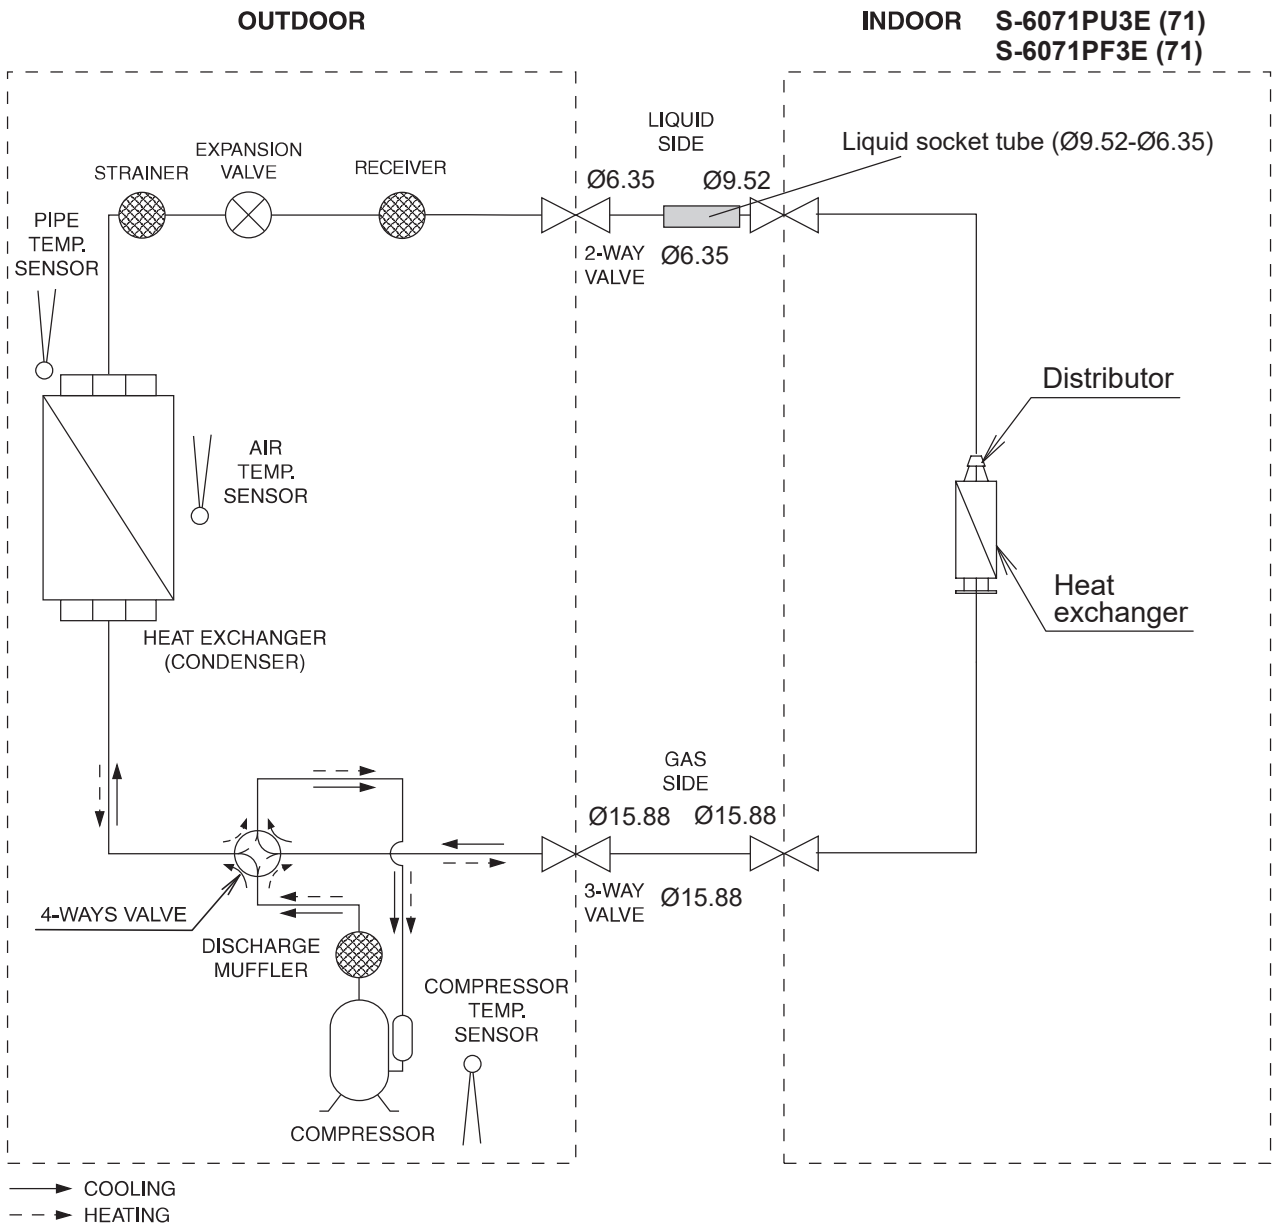 OUTDOOR
INDOOR S-6071PU3E (71)
S-6071PF3E (71)
LIQUID
SIDE
Liquid socket tube (Ø9.52-Ø6.35)
STRAINER
EXPANSION
VALVE
RECEIVER
Ø6.35
Ø9.52
PIPE
TEMP.
SENSOR
2-WAY
VALVE
Ø6.35
Distributor
AIR
TEMP.
SENSOR
Heat
exchanger
HEAT EXCHANGER
(CONDENSER)
GAS
SIDE
Ø15.88
Ø15.88
3-WAY
VALVE
Ø15.88
4-WAYS VALVE
DISCHARGE
MUFFLER
COMPRESSOR
TEMP.
SENSOR
COMPRESSOR
COOLING
HEATING